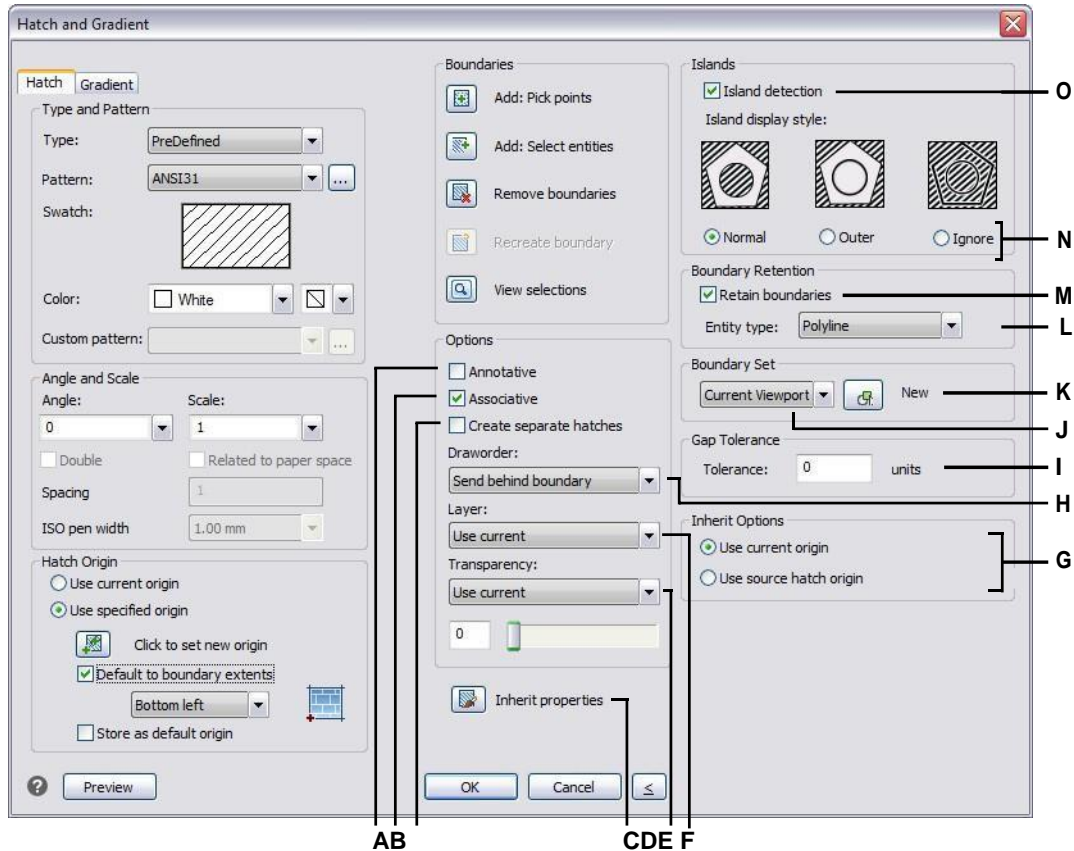 Hatch and Gradient
Hatch Gradient
Type and Pattern
Type: PreDefined
Pattern: ANSI31 ...
Swatch:
Color: White
Custom pattern: ...
Angle and Scale
Angle: Scale:
0 1
Double Related to paper space
Spacing 1
ISO pen width 1.00 mm
Hatch Origin
Use current origin
Use specified origin
Click to set new origin
Default to boundary extents
Bottom left
Store as default origin
? Preview
Boundaries
Add: Pick points
Add: Select entities
Remove boundaries
Recreate boundary
View selections
Options
Annotative
Associative
Create separate hatches
Draworder:
Send behind boundary
Layer:
Use current
Transparency:
Use current
0
Inherit properties
OK Cancel <
Islands
Island detection O
Island display style:
Normal Outer Ignore N
Boundary Retention
Retain boundaries M
Entity type: Polyline L
Boundary Set
Current Viewport New K
J
Gap Tolerance
Tolerance: 0 units I
H
Inherit Options
Use current origin
Use source hatch origin
G
AB CDE F